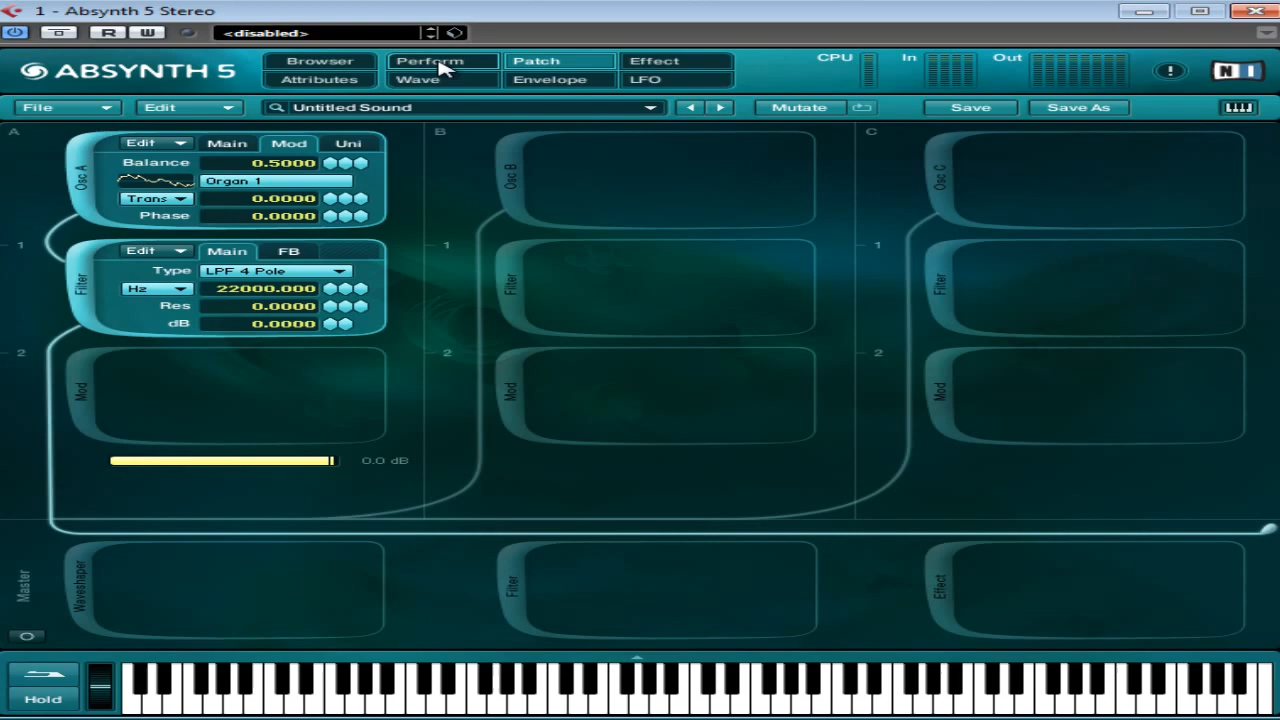 1 - Absynth 5 Stereo
R W <disabled>
ABSYNTH 5
Browser Perform Patch Effect
Attributes Wave Envelope LFO
CPU In Out ! NI
File Edit Untitled Sound Mutate Save Save As
A B C
Osc A Edit Main Mod Uni
Balance 0.5000
Organ 1
Trans 0.0000
Phase 0.0000
Osc B
Osc C
1 1 1
Filter Edit Main FB
Type LPF 4 Pole
Hz 22000.000
Res 0.0000
dB 0.0000
Filter
Filter
2 2 2
Mod Mod Mod
0.0 dB
Master Waveshaper Filter Effect
Hold